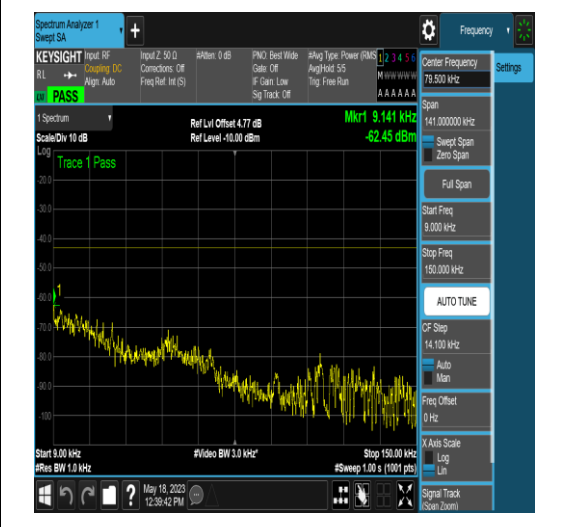 Spectrum Analyzer 1
Swept SA
Frequency
KEYSIGHT
RL
PASS
Input: RF
Coupling: DC
Align: Auto
Input Z: 50 Ω
Corrections: Off
Freq Ref: Int (S)
#Atten: 0 dB
PNO: Best Wide
Gate: Off
IF Gain: Low
Sig Track: Off
#Avg Type: Power (RMS
Avg|Hold: 5/5
Trig: Free Run
1 2 3 4 5 6
M W W W W W
A A A A A A
1 Spectrum
Scale/Div 10 dB
Log
Ref Lvl Offset 4.77 dB
Ref Level -10.00 dBm
Mkr1 9.141 kHz
-62.45 dBm
Trace 1 Pass
-20.0
-30.0
-40.0
-50.0
-60.0
-70.0
-80.0
-90.0
-100
1
Start 9.00 kHz
#Res BW 1.0 kHz
#Video BW 3.0 kHz*
Stop 150.00 kHz
#Sweep 1.00 s (1001 pts)
May 18, 2023
12:39:42 PM
?
Center Frequency
79.500 kHz
Settings
Span
141.000000 kHz
Swept Span
Zero Span
Full Span
Start Freq
9.000 kHz
Stop Freq
150.000 kHz
AUTO TUNE
CF Step
14.100 kHz
Auto
Man
Freq Offset
0 Hz
X Axis Scale
Log
Lin
Signal Track
(Span Zoom)